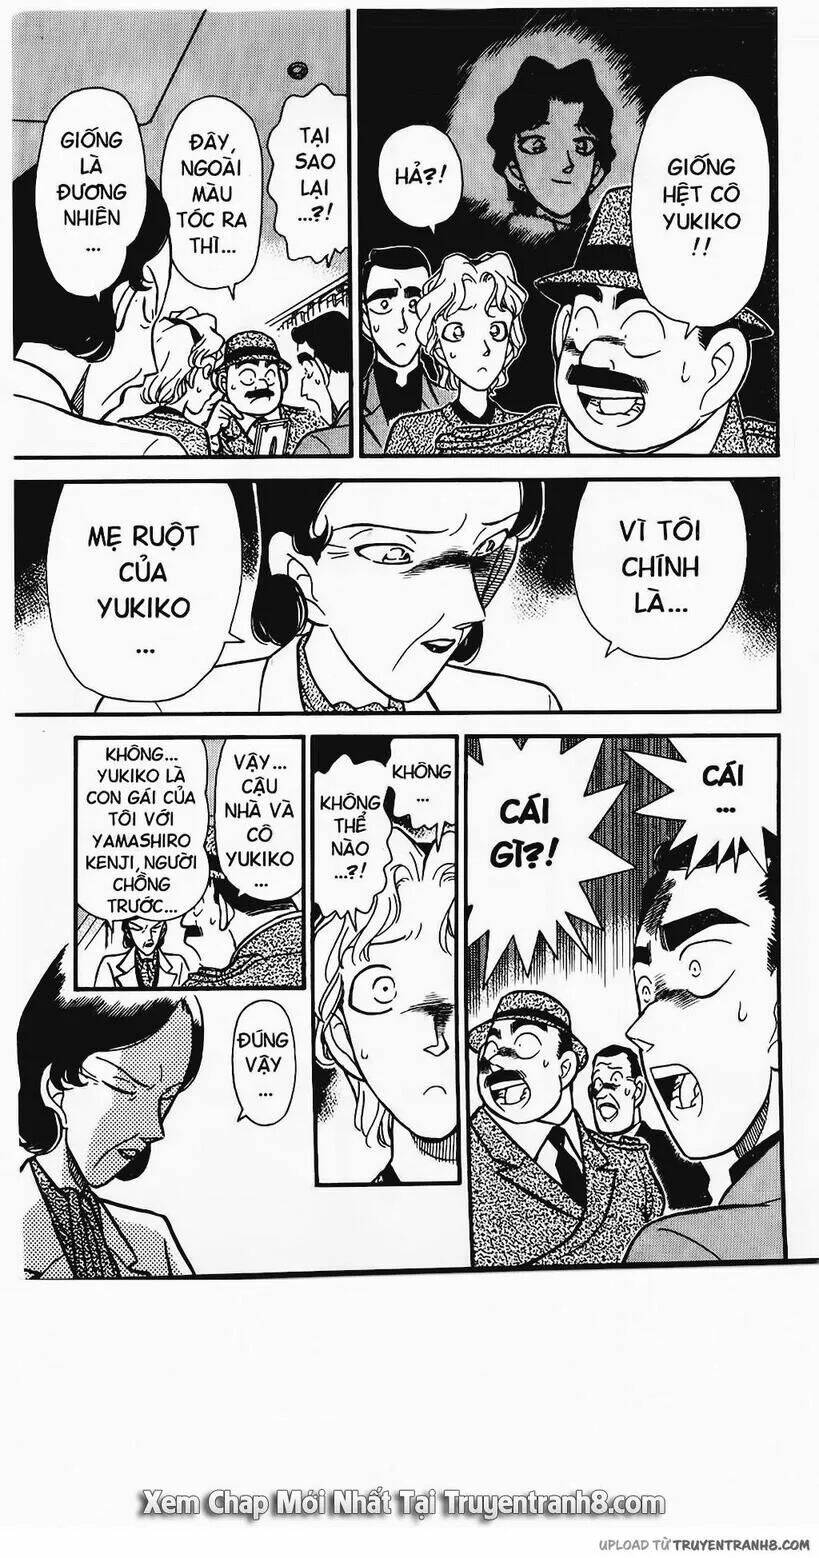 GIỐNG
HỆT CÔ
YUKIKO
!!
HẢ?!
TẠI
SAO
LẠI
...?!
ĐÂY,
NGOÀI
MÀU
TÓC RA
THÌ...
GIỐNG
LÀ
ĐƯƠNG
NHIÊN
...
VÌ TÔI
CHÍNH
LÀ...
MẸ RUỘT
CỦA
YUKIKO
...
CÁI
...
CÁI
GÌ?!
KHÔNG
...
KHÔNG
THỂ
NÀO
...?!
VẬY...
CẬU
NHÀ VÀ
CÔ
YUKIKO
...
KHÔNG...
YUKIKO LÀ
CON GÁI CỦA
TÔI VỚI
YAMASHIRO
KENJI, NGƯỜI
CHỒNG
TRƯỚC...
ĐÚNG
VẬY
...
Xem Chap Mới Nhất Tại Truyentranh8.com
UPLOAD TỪ TRUYENTRANH8.COM